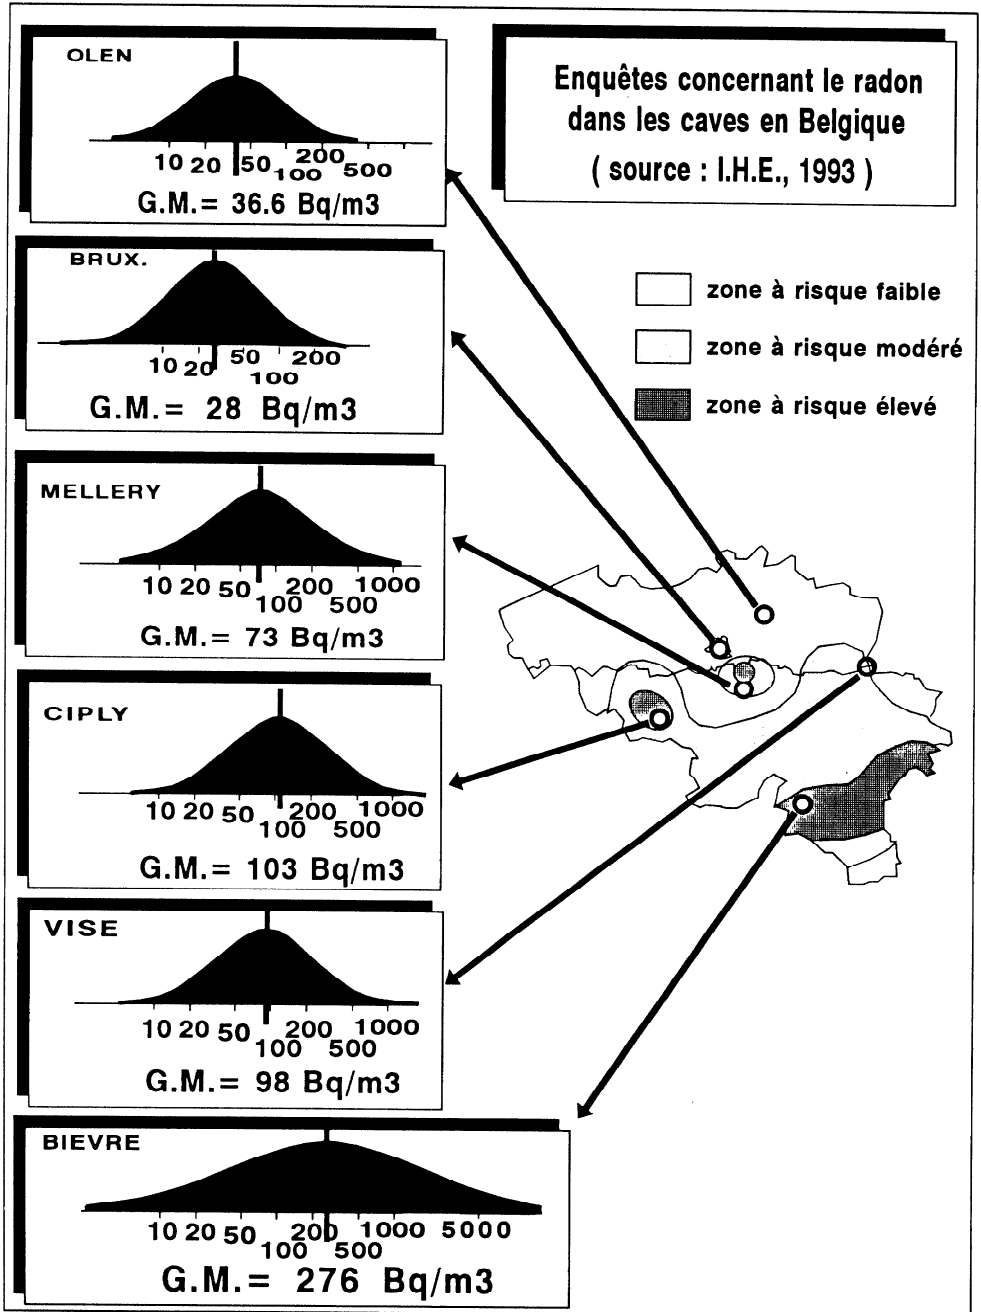 OLEN
10 20 50 100 200 500
G.M.= 36.6 Bq/m3
Enquêtes concernant le radon
dans les caves en Belgique
( source : I.H.E., 1993 )
BRUX.
10 20 50 100 200
G.M.= 28 Bq/m3
zone à risque faible
zone à risque modéré
zone à risque élevé
MELLERY
10 20 50 100 200 500 1000
G.M.= 73 Bq/m3
CIPLY
10 20 50 100 200 500 1000
G.M.= 103 Bq/m3
VISE
10 20 50 100 200 500 1000
G.M.= 98 Bq/m3
BIEVRE
10 20 50 100 200 500 1000 5000
G.M.= 276 Bq/m3